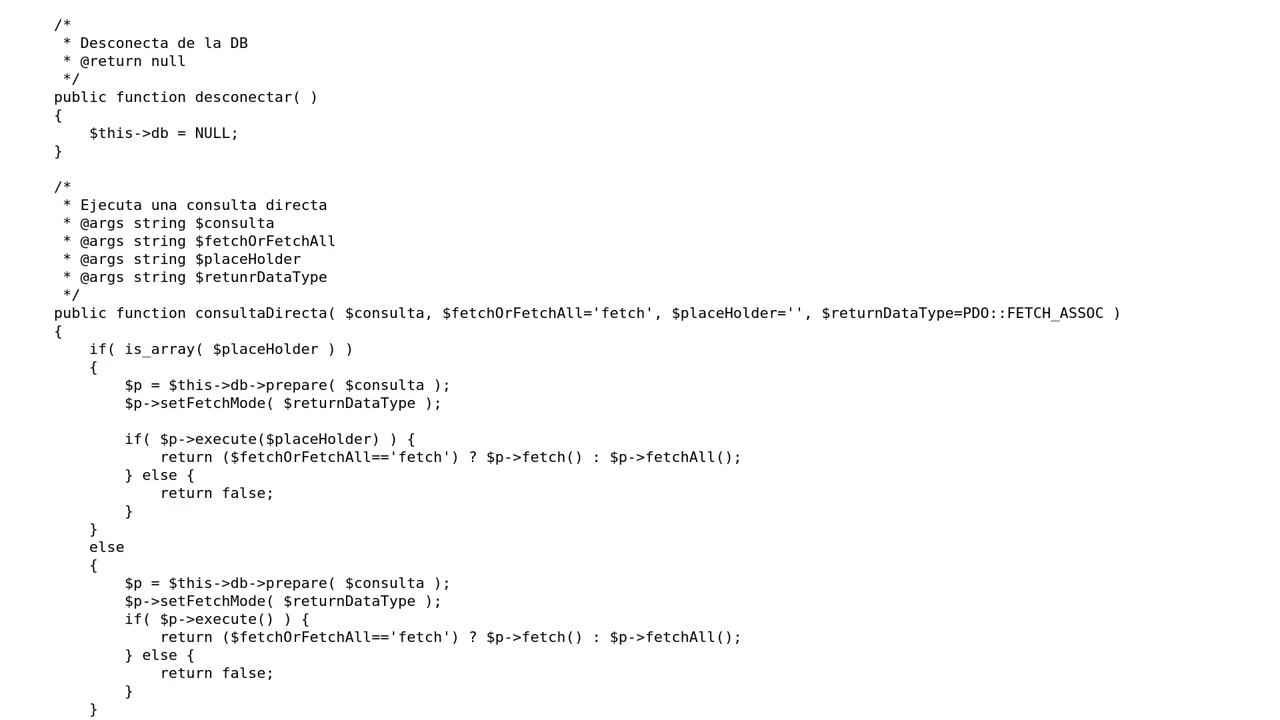 /*
 * Desconecta de la DB
 * @return null
 */
public function desconectar( )
{
    $this->db = NULL;
}

/*
 * Ejecuta una consulta directa
 * @args string $consulta
 * @args string $fetchOrFetchAll
 * @args string $placeHolder
 * @args string $retunrDataType
 */
public function consultaDirecta( $consulta, $fetchOrFetchAll='fetch', $placeHolder='', $returnDataType=PDO::FETCH_ASSOC )
{
    if( is_array( $placeHolder ) )
    {
        $p = $this->db->prepare( $consulta );
        $p->setFetchMode( $returnDataType );

        if( $p->execute($placeHolder) ) {
            return ($fetchOrFetchAll=='fetch') ? $p->fetch() : $p->fetchAll();
        } else {
            return false;
        }
    }
    else
    {
        $p = $this->db->prepare( $consulta );
        $p->setFetchMode( $returnDataType );
        if( $p->execute() ) {
            return ($fetchOrFetchAll=='fetch') ? $p->fetch() : $p->fetchAll();
        } else {
            return false;
        }
    }